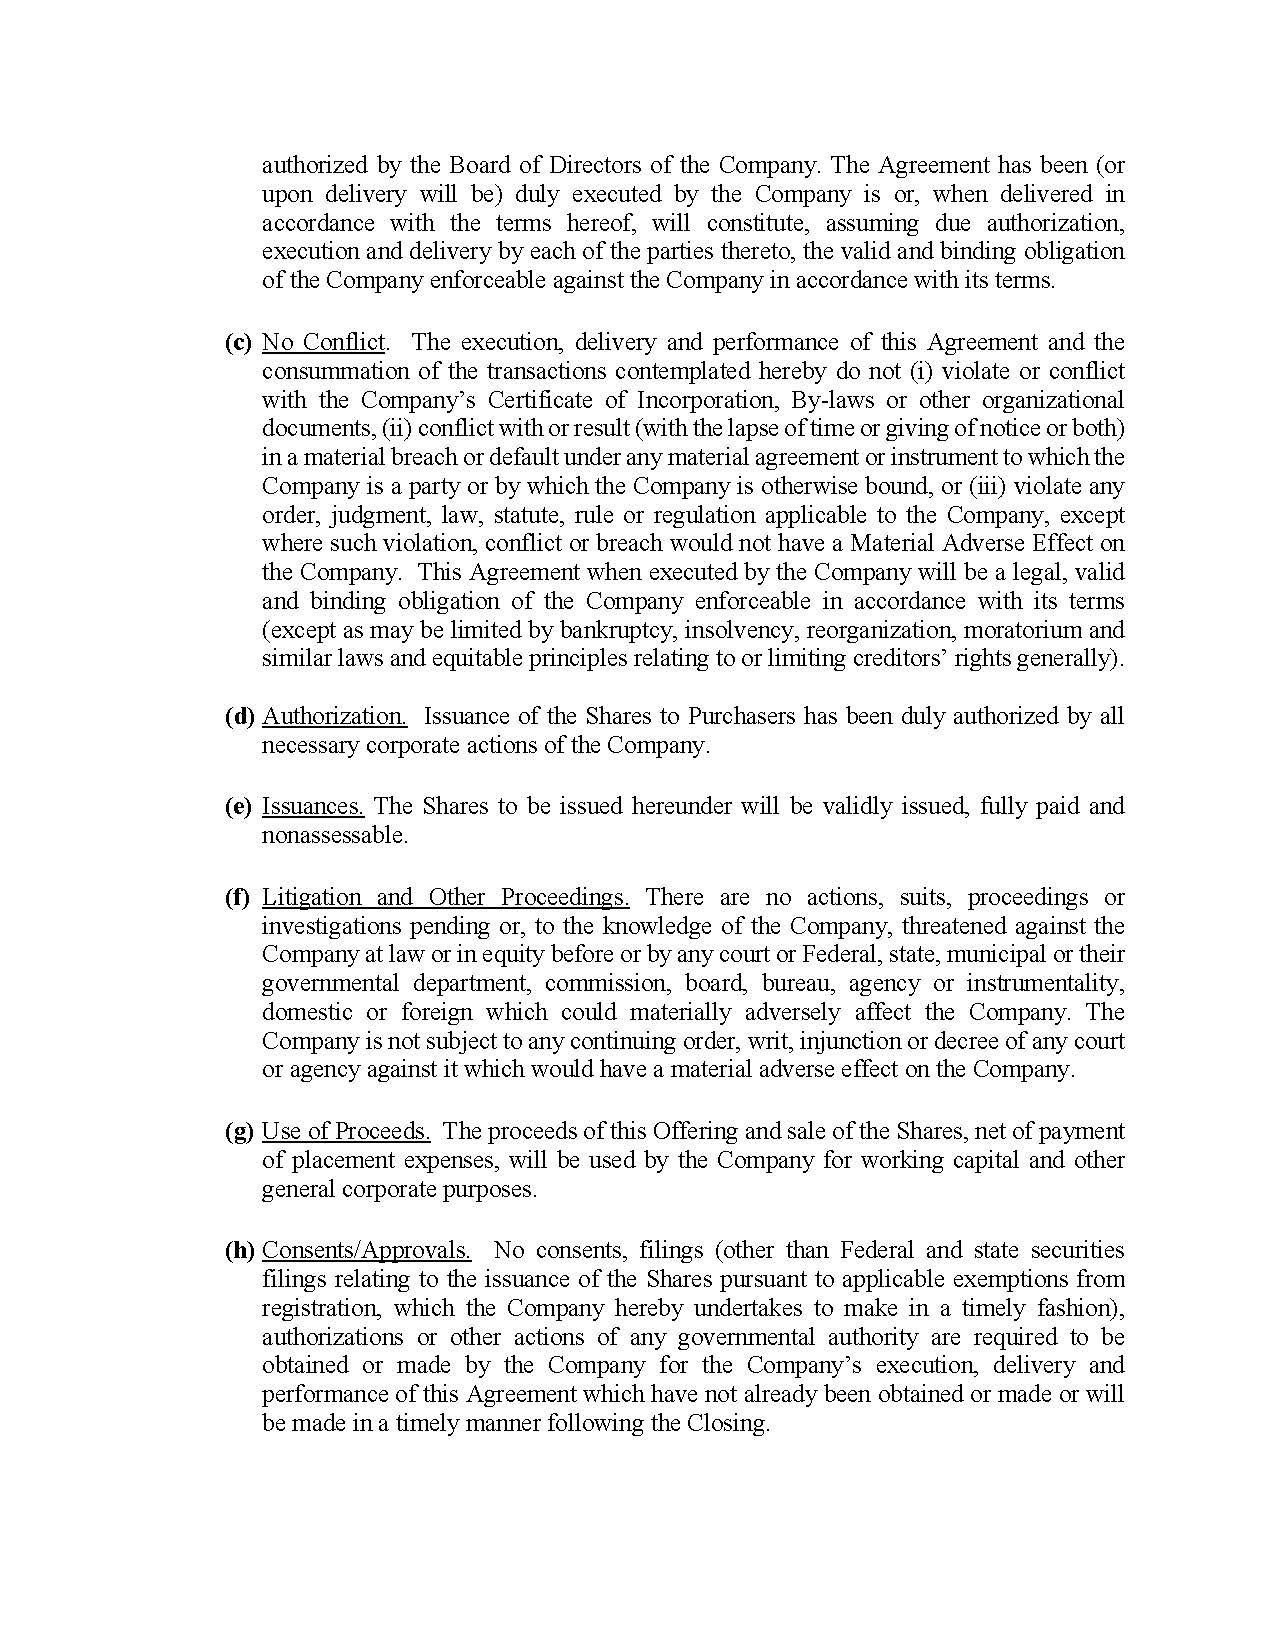 authorized by the Board of Directors of the Company. The Agreement has been (or
upon delivery will be) duly executed by the Company is or, when delivered in
accordance with the terms hereof, will constitute, assuming due authorization,
execution and delivery by each of the parties thereto, the valid and binding obligation
of the Company enforceable against the Company in accordance with its terms.
(c) No Conflict. The execution, delivery and performance of this Agreement and the
consummation of the transactions contemplated hereby do not (i) violate or conflict
with the Company’s Certificate of Incorporation, By-laws or other organizational
documents, (ii) conflict with or result (with the lapse of time or giving of notice or both)
in a material breach or default under any material agreement or instrument to which the
Company is a party or by which the Company is otherwise bound, or (iii) violate any
order, judgment, law, statute, rule or regulation applicable to the Company, except
where such violation, conflict or breach would not have a Material Adverse Effect on
the Company. This Agreement when executed by the Company will be a legal, valid
and binding obligation of the Company enforceable in accordance with its terms
(except as may be limited by bankruptcy, insolvency, reorganization, moratorium and
similar laws and equitable principles relating to or limiting creditors’ rights generally).
(d) Authorization. Issuance of the Shares to Purchasers has been duly authorized by all
necessary corporate actions of the Company.
(e) Issuances. The Shares to be issued hereunder will be validly issued, fully paid and
nonassessable.
(f) Litigation and Other Proceedings. There are no actions, suits, proceedings or
investigations pending or, to the knowledge of the Company, threatened against the
Company at law or in equity before or by any court or Federal, state, municipal or their
governmental department, commission, board, bureau, agency or instrumentality,
domestic or foreign which could materially adversely affect the Company. The
Company is not subject to any continuing order, writ, injunction or decree of any court
or agency against it which would have a material adverse effect on the Company.
(g) Use of Proceeds. The proceeds of this Offering and sale of the Shares, net of payment
of placement expenses, will be used by the Company for working capital and other
general corporate purposes.
(h) Consents/Approvals. No consents, filings (other than Federal and state securities
filings relating to the issuance of the Shares pursuant to applicable exemptions from
registration, which the Company hereby undertakes to make in a timely fashion),
authorizations or other actions of any governmental authority are required to be
obtained or made by the Company for the Company’s execution, delivery and
performance of this Agreement which have not already been obtained or made or will
be made in a timely manner following the Closing.